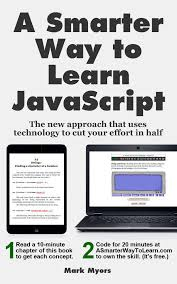 A Smarter
Way to
Learn
JavaScript
The new approach that uses
technology to cut your effort in half
1 Read a 10-minute
chapter of this book
to get each concept.
2 Code for 20 minutes at
ASmarterWayToLearn.com
to own the skill. (It's free.)
Mark Myers